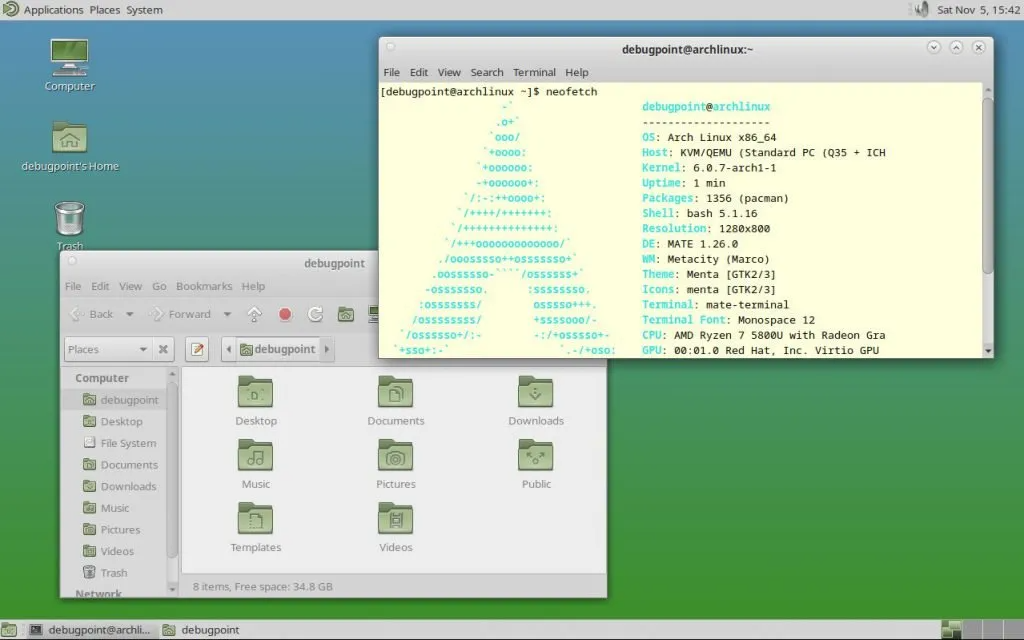 Applications Places System
Sat Nov 5, 15:42
Computer
debugpoint's Home
Trash
debugpoint@archlinux:~
File Edit View Search Terminal Help
[debugpoint@archlinux ~]$ neofetch
-`
.o+`
`ooo/
`+oooo:
`+oooooo:
-+oooooo+:
`/:-:++oooo+:
`/++++/+++++++:
`/++++++++++++++:
`/+++ooooooooooooo/`
./ooosssso++osssssso+`
.oossssso-````/ossssss+`
-osssssso. :ssssssso.
:osssssss/ osssso+++.
/ossssssss/ +ssssooo/-
`/ossssso+/:- -:/+osssso+-
`+sso+:-` `.-/+oso:
debugpoint@archlinux
--------------------
OS: Arch Linux x86_64
Host: KVM/QEMU (Standard PC (Q35 + ICH
Kernel: 6.0.7-arch1-1
Uptime: 1 min
Packages: 1356 (pacman)
Shell: bash 5.1.16
Resolution: 1280x800
DE: MATE 1.26.0
WM: Metacity (Marco)
Theme: Menta [GTK2/3]
Icons: menta [GTK2/3]
Terminal: mate-terminal
Terminal Font: Monospace 12
CPU: AMD Ryzen 7 5800U with Radeon Gra
GPU: 00:01.0 Red Hat, Inc. Virtio GPU
debugpoint
File Edit View Go Bookmarks Help
Back Forward
Places
debugpoint
Computer
debugpoint
Desktop
File System
Documents
Downloads
Music
Pictures
Videos
Trash
Network
Desktop Documents Downloads
Music Pictures Public
Templates Videos
8 items, Free space: 34.8 GB
debugpoint@archli... debugpoint